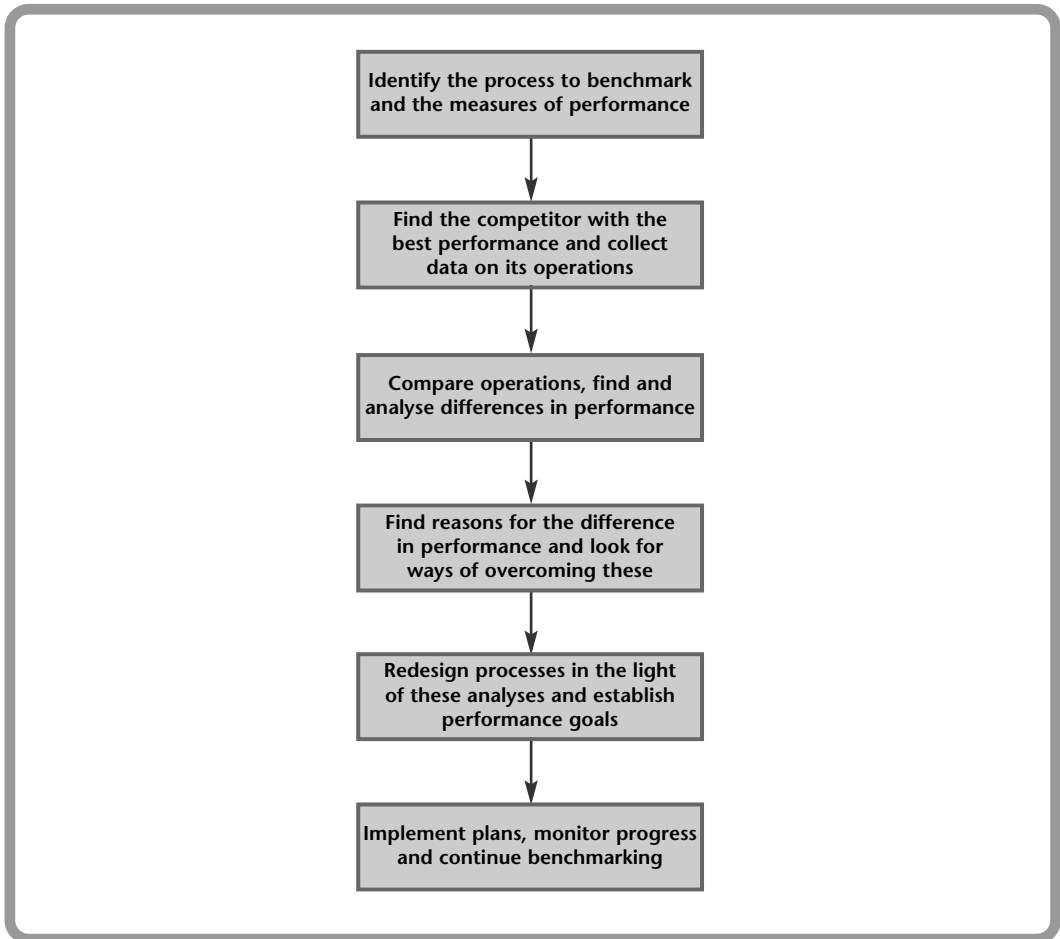 Identify the process to benchmark
and the measures of performance
Find the competitor with the
best performance and collect
data on its operations
Compare operations, find and
analyse differences in performance
Find reasons for the difference
in performance and look for
ways of overcoming these
Redesign processes in the light
of these analyses and establish
performance goals
Implement plans, monitor progress
and continue benchmarking